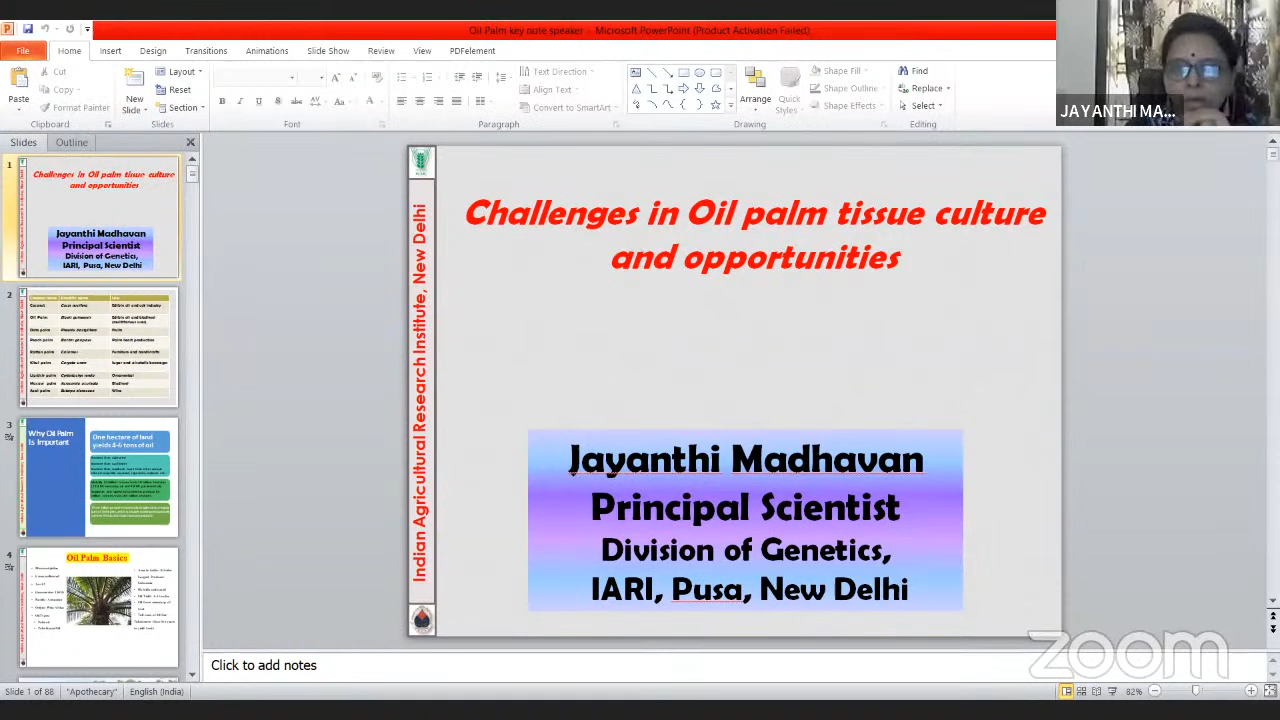 Oil Palm key note speaker - Microsoft PowerPoint (Product Activation Failed)
File Home Insert Design Transitions Animations Slide Show Review View PDFelement
Cut
Copy
Format Painter
Paste
Clipboard
New
Slide
Layout
Reset
Section
Slides
Font
Text Direction
Align Text
Convert to SmartArt
Paragraph
Arrange
Quick
Styles
Shape Fill
Shape Outline
Shape Effects
Drawing
Find
Replace
Select
Editing
JAYANTHI MA...
Slides Outline
1
Challenges in Oil palm tissue culture
and opportunities
Jayanthi Madhavan
Principal Scientist
Division of Genetics,
IARI, Pusa, New Delhi
2
3
Why Oil Palm
Is Important
One hectare of land
yields 4-6 tons of oil
4
Oil Palm Basics
Indian Agricultural Research Institute, New Delhi
Challenges in Oil palm tissue culture
and opportunities
Jayanthi Madhavan
Principal Scientist
Division of Genetics,
IARI, Pusa, New Delhi
zoom
Click to add notes
Slide 1 of 88 "Apothecary" English (India) 82%